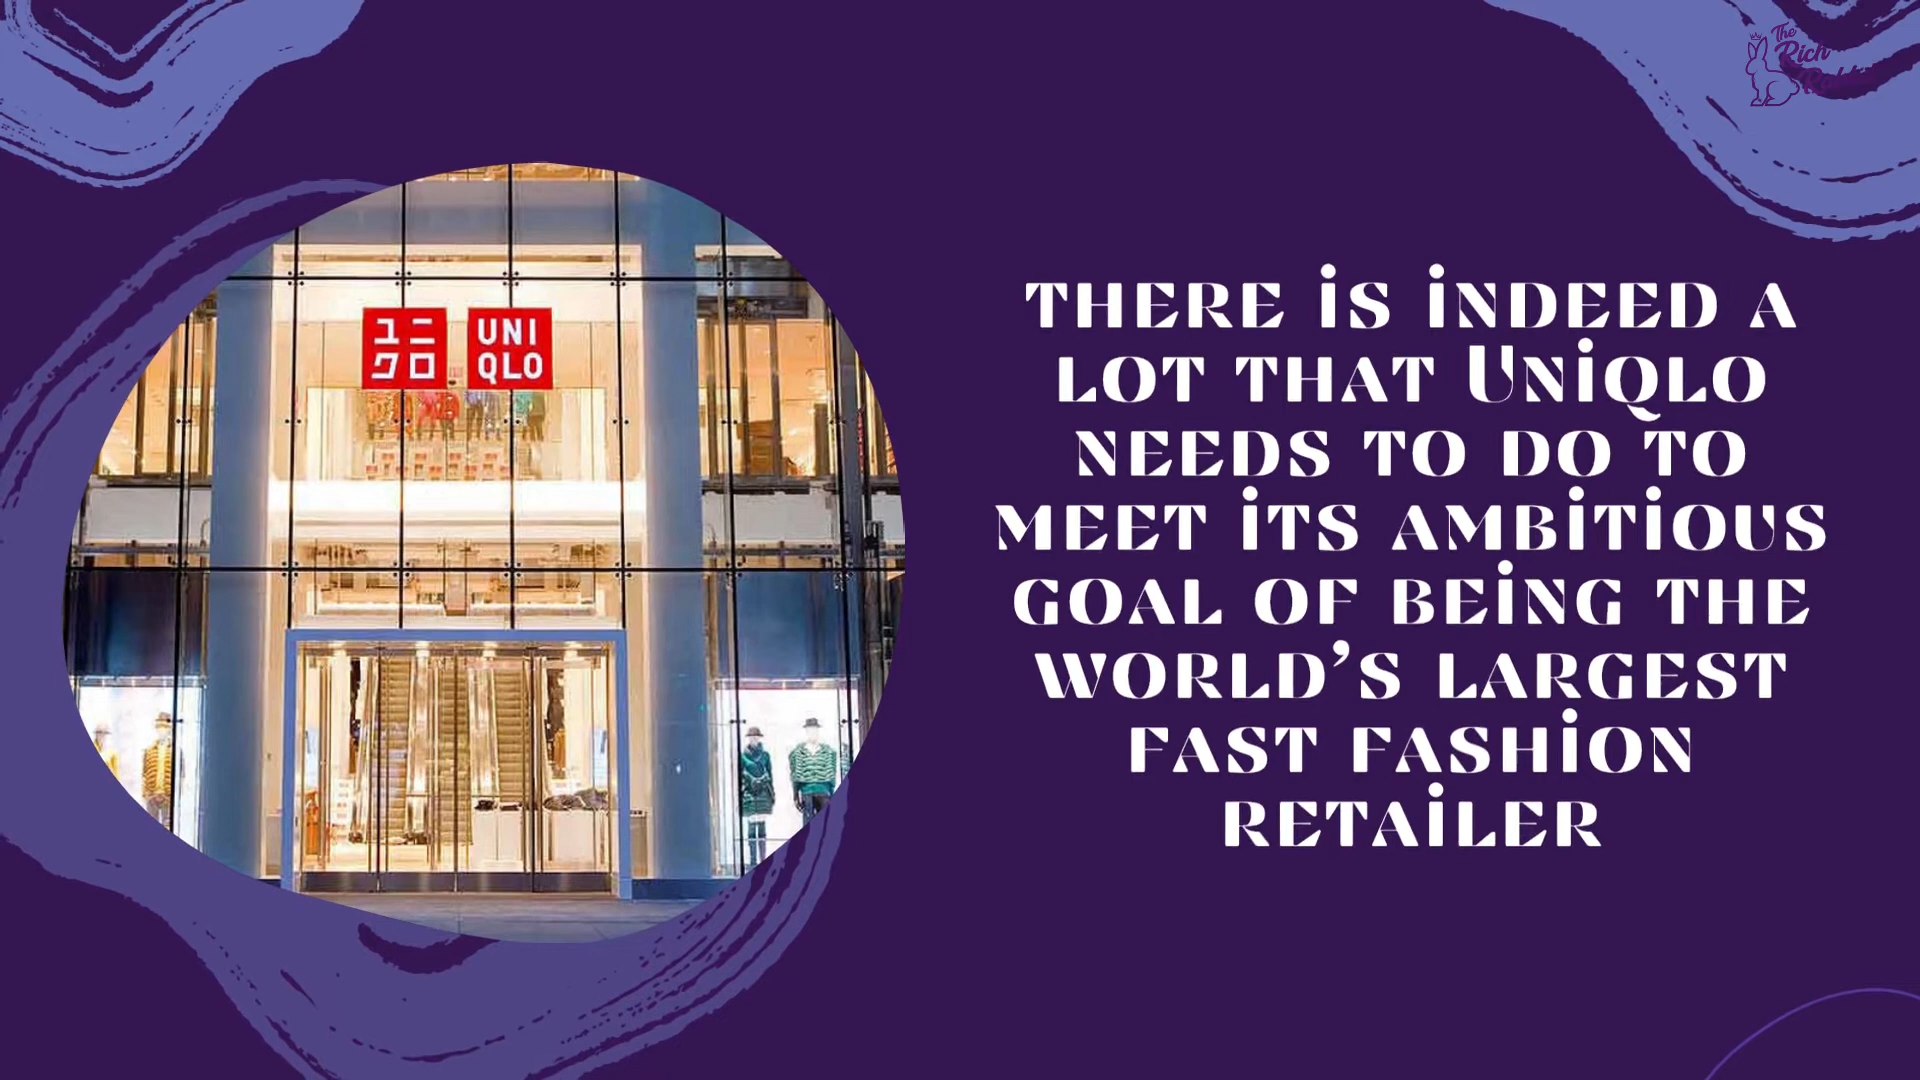 The
Rich
Rabbit
ユニ
クロ
UNI
QLO
THERE IS INDEED A
LOT THAT UNIQLO
NEEDS TO DO TO
MEET ITS AMBITIOUS
GOAL OF BEING THE
WORLD'S LARGEST
FAST FASHION
RETAILER